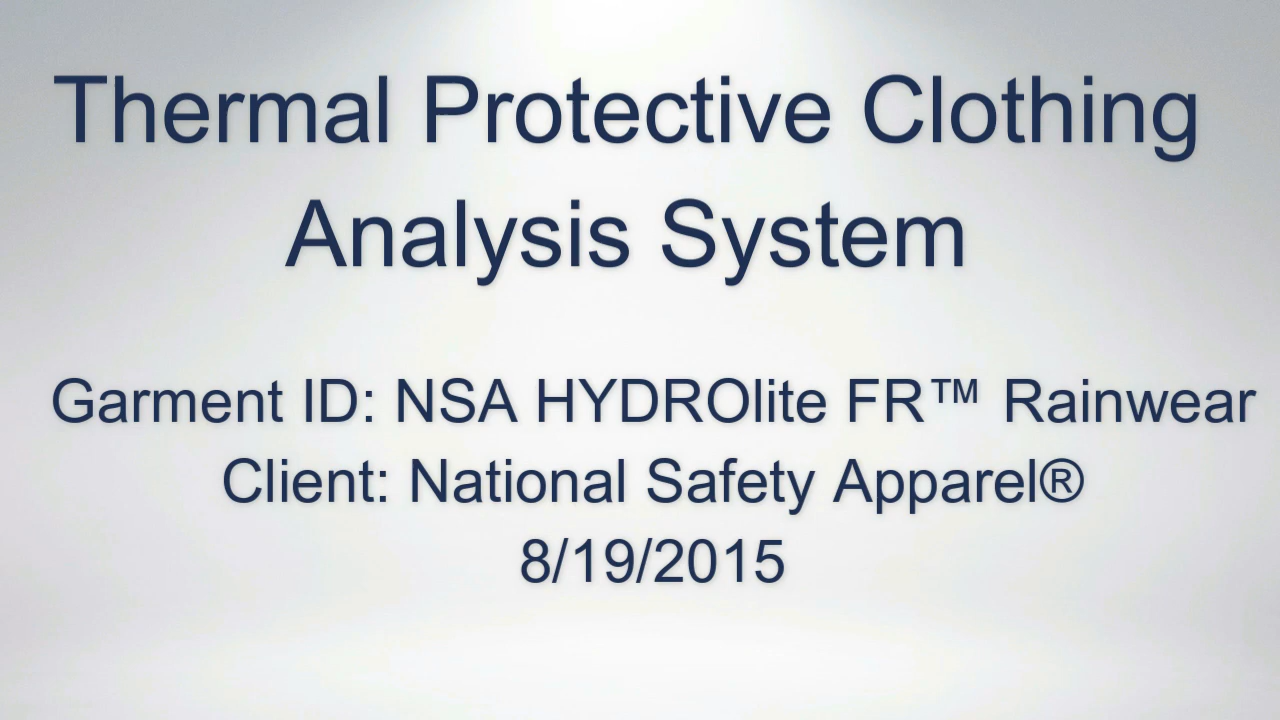 Thermal Protective Clothing
Analysis System
Garment ID: NSA HYDROlite FR™ Rainwear
Client: National Safety Apparel®
8/19/2015